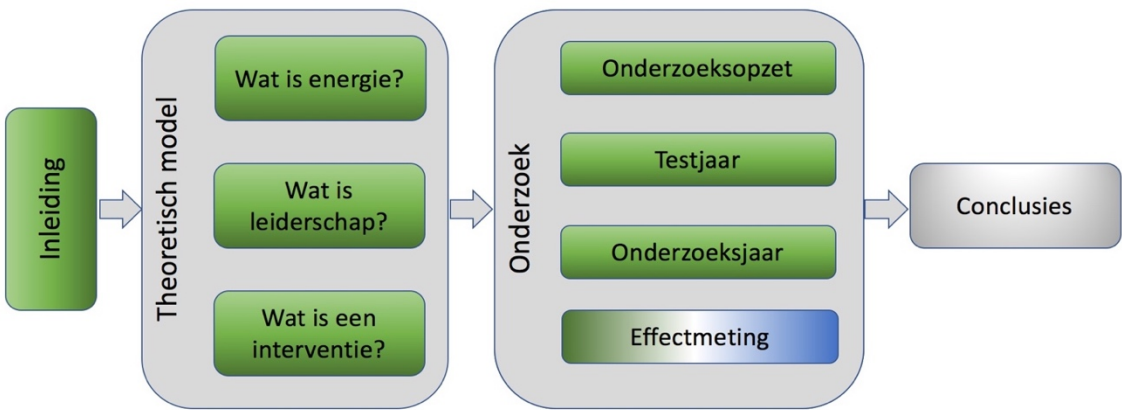 Inleiding
Theoretisch model
Wat is energie?
Wat is
leiderschap?
Wat is een
interventie?
Onderzoek
Onderzoeksopzet
Testjaar
Onderzoeksjaar
Effectmeting
Conclusies